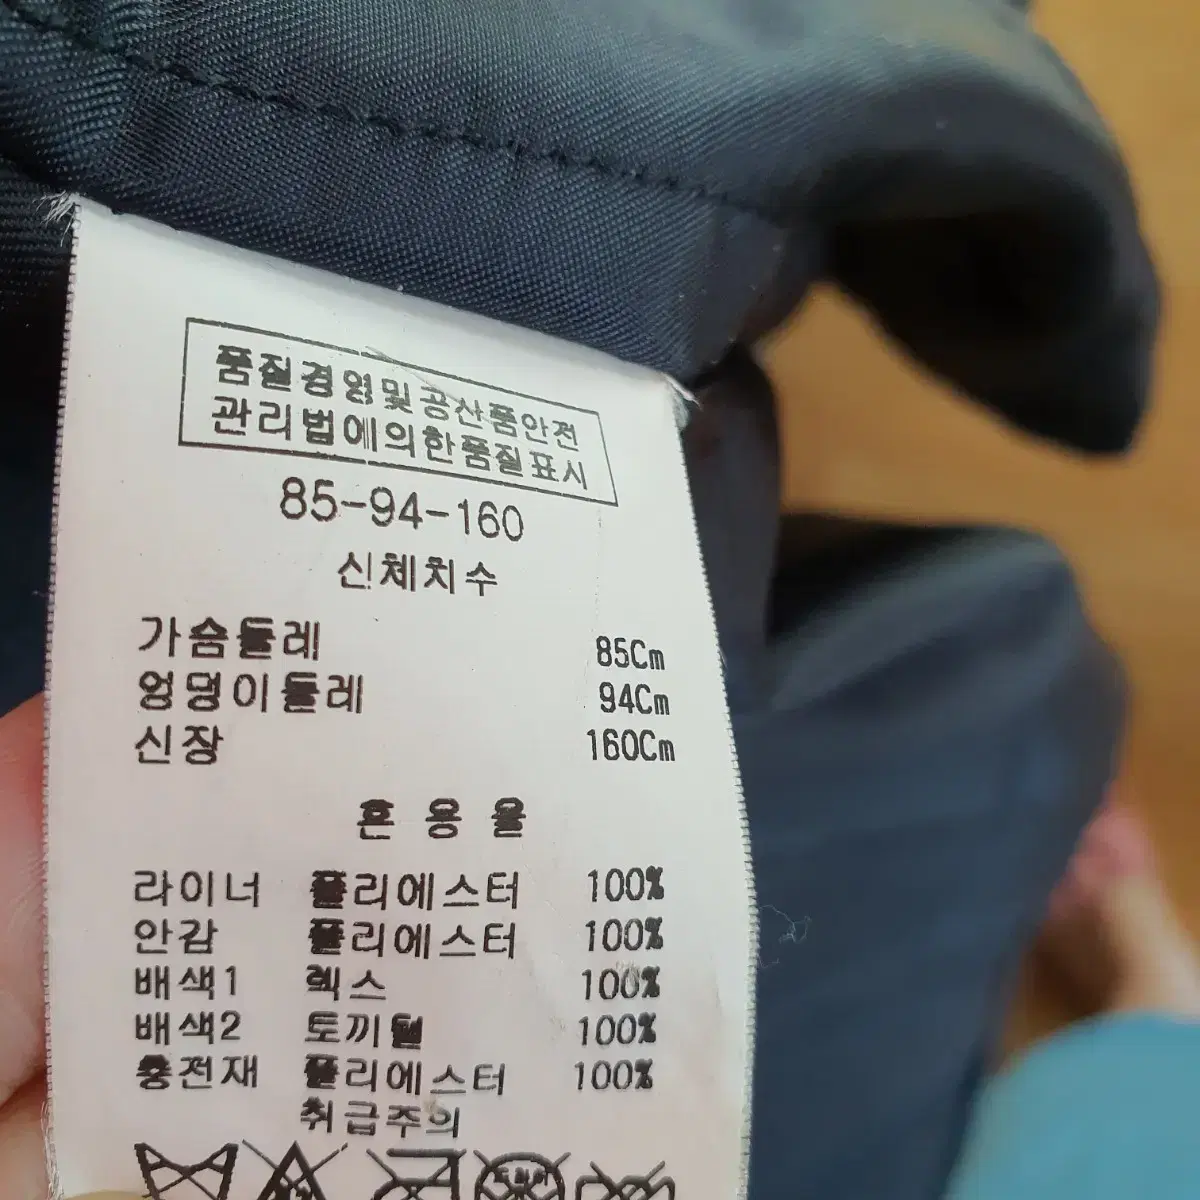 품질경영및공산품안전
관리법에의한품질표시
85-94-160
신체치수
가슴둘레 85Cm
엉덩이둘레 94Cm
신장 160Cm
혼용율
라이너 폴리에스터 100%
안감 폴리에스터 100%
배색1 렉스 100%
배색2 토끼털 100%
충전재 폴리에스터 100%
취급주의